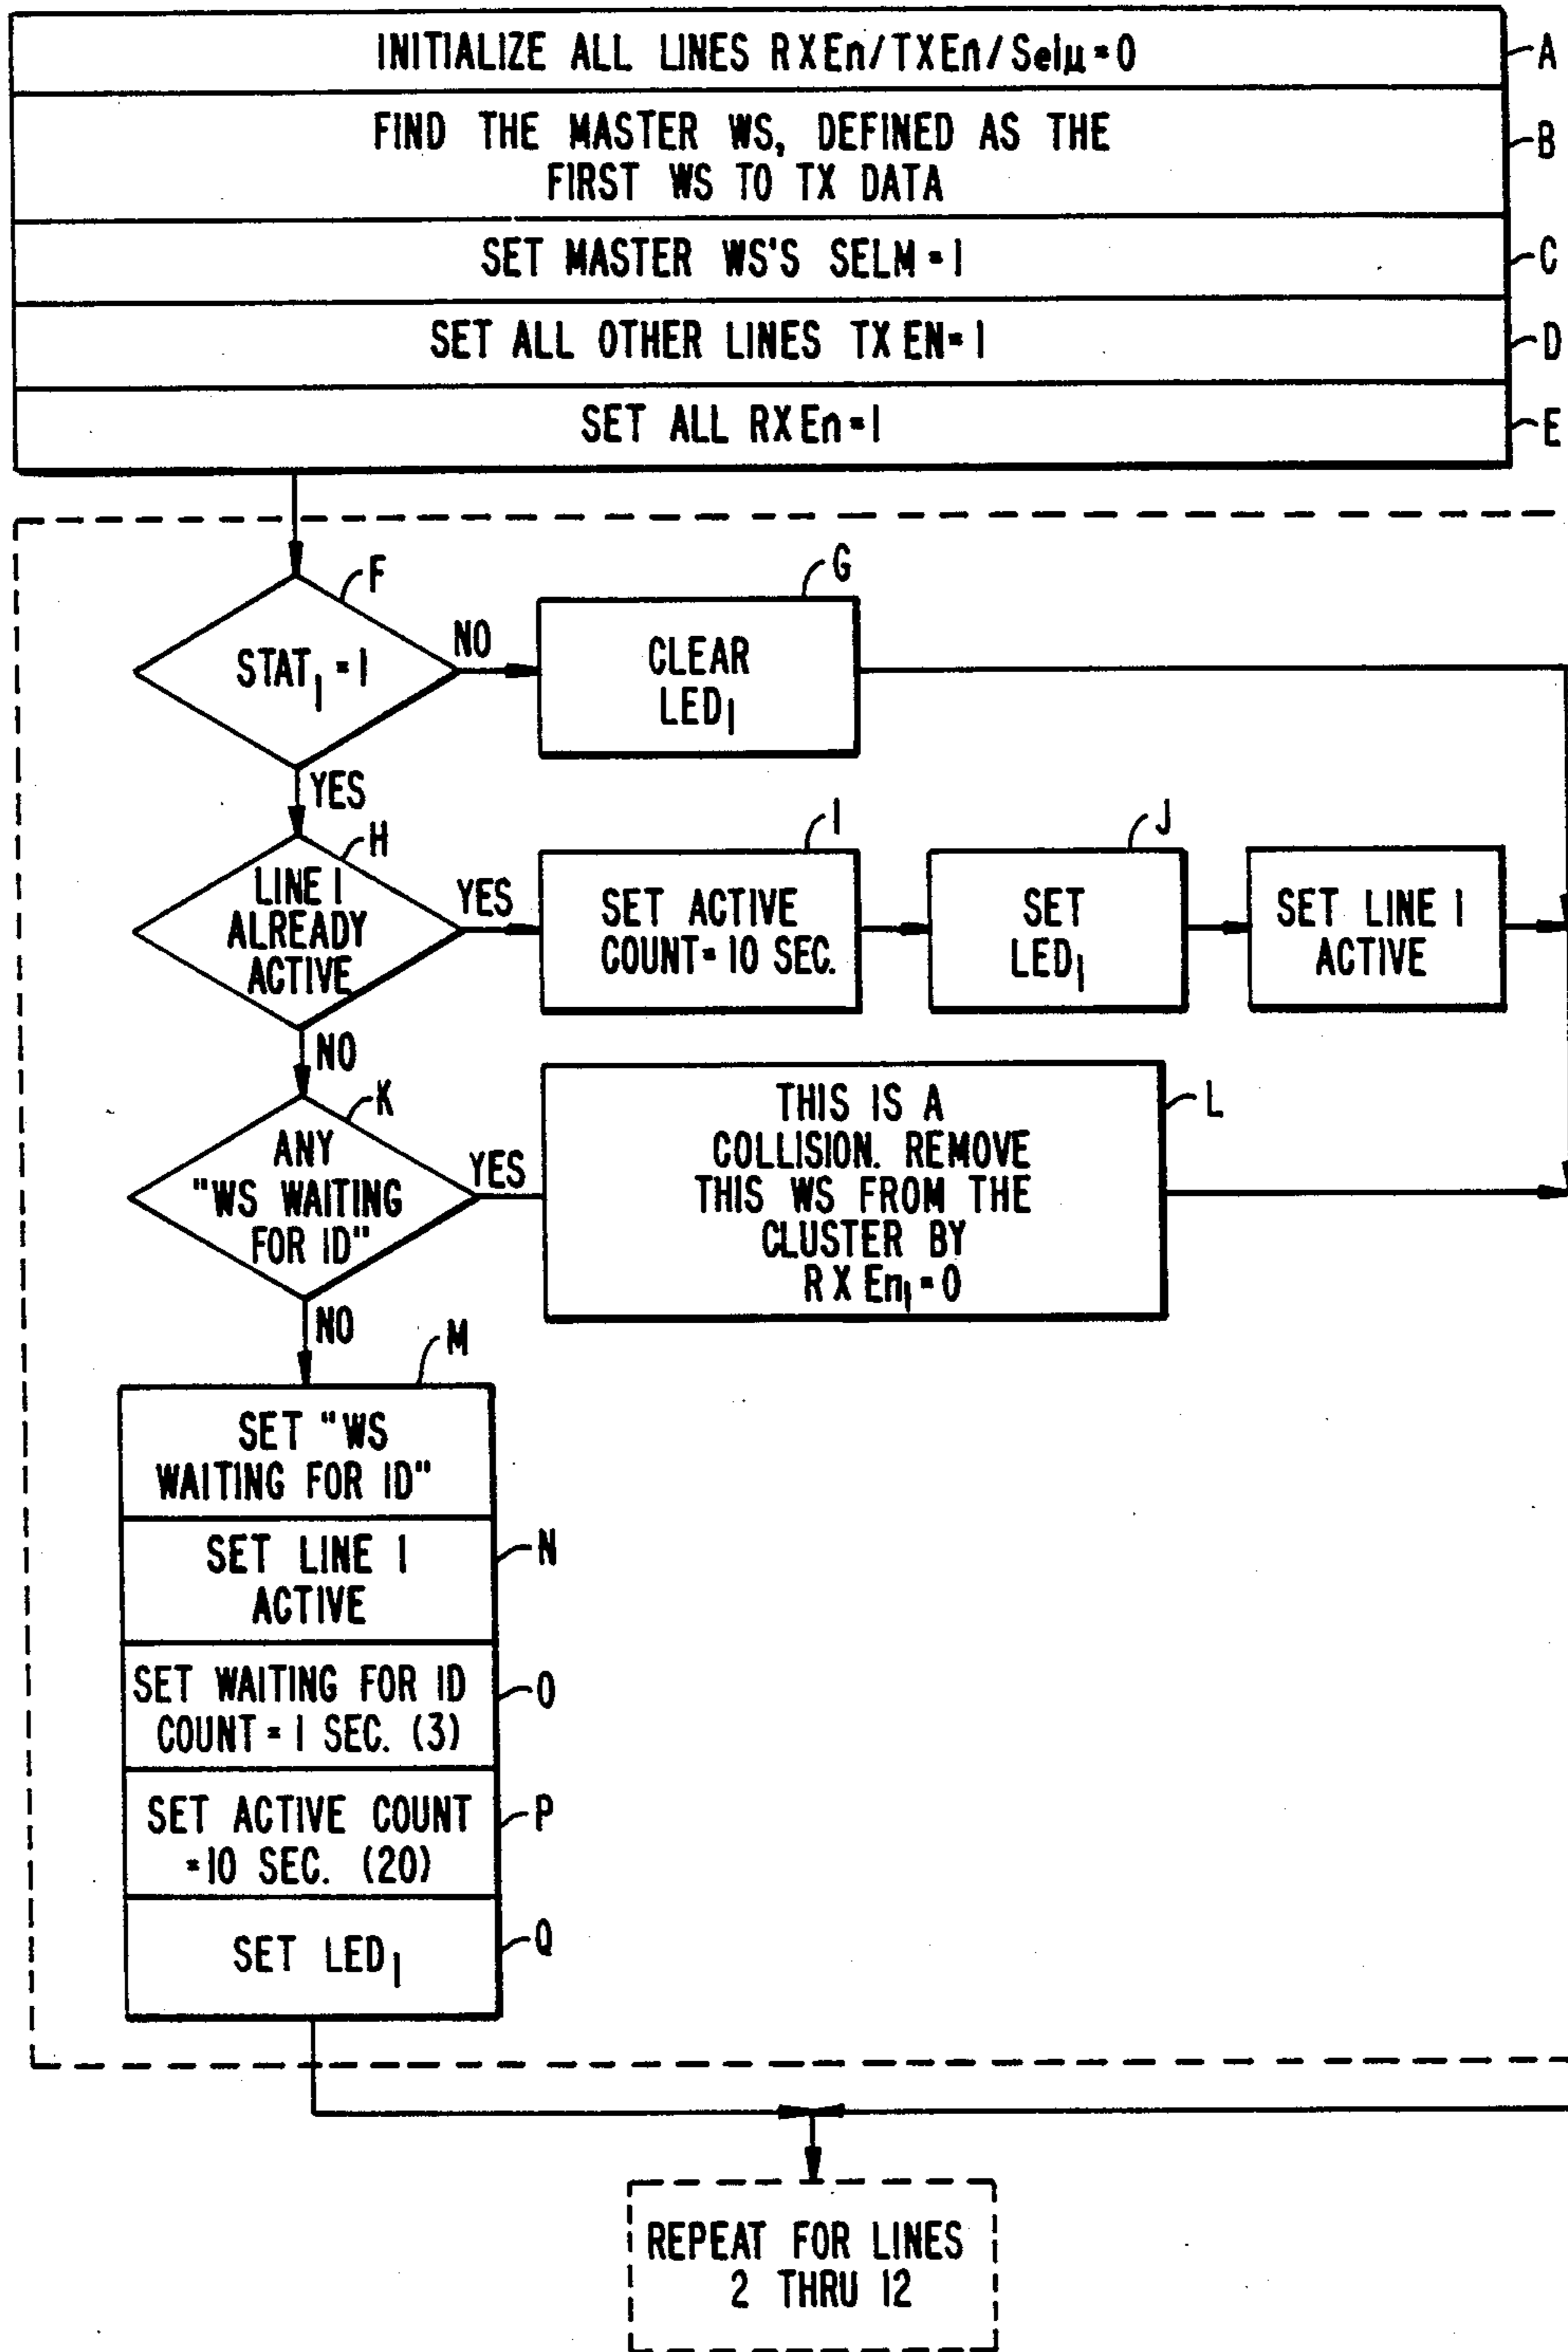 INITIALIZE ALL LINES RXEn/TXEn/Selμ=0
A
FIND THE MASTER WS, DEFINED AS THE
FIRST WS TO TX DATA
B
SET MASTER WS'S SELM=1
C
SET ALL OTHER LINES TXEN=1
D
SET ALL RXEn=1
E
F
STAT1=1
NO
G
CLEAR
LED1
YES
H
LINE 1
ALREADY
ACTIVE
YES
I
SET ACTIVE
COUNT=10 SEC.
J
SET
LED1
SET LINE 1
ACTIVE
NO
K
ANY
"WS WAITING
FOR ID"
YES
L
THIS IS A
COLLISION. REMOVE
THIS WS FROM THE
CLUSTER BY
RXEn1=0
NO
M
SET "WS
WAITING FOR ID"
SET LINE 1
ACTIVE
N
SET WAITING FOR ID
COUNT=1 SEC. (3)
O
SET ACTIVE COUNT
=10 SEC. (20)
P
SET LED1
Q
REPEAT FOR LINES
2 THRU 12